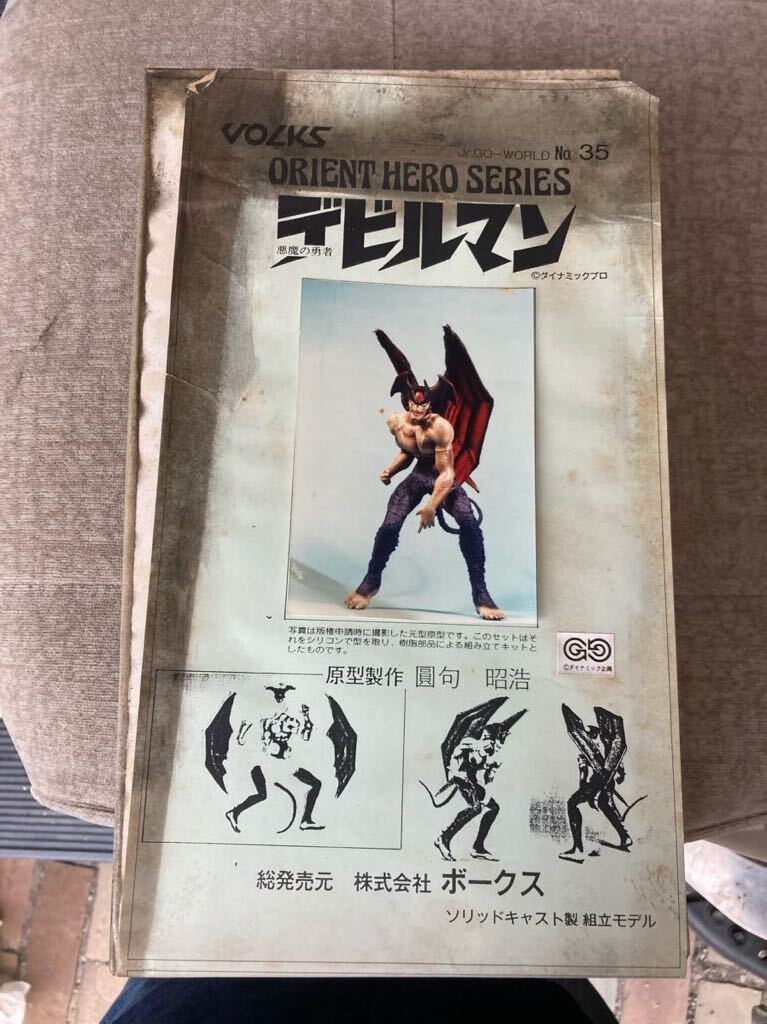 VOLKS
Jr.GO-WORLD No. 35
ORIENT HERO SERIES
デビルマン
悪魔の勇者
©ダイナミックプロ
写真は版権申請時に撮影した元型原型です。このセットはそ
れをシリコンで型を取り、樹脂部品による組み立てキットと
したものです。
©ダイナミック企画
原型製作 圓句 昭浩
総発売元 株式会社 ボークス
ソリッドキャスト製 組立モデル